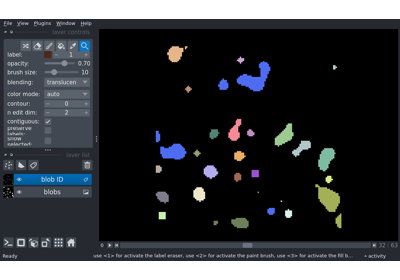 File View Plugins Window Help
layer controls
label: 1
opacity: 0.70
brush size: 10
blending: translucen
color mode: auto
contour: 0
n edit dim: 2
contiguous:
preserve
labels:
show
selected:
layer list
blob ID
blobs
32 63
Ready
use <1> for activate the label eraser, use <2> for activate the paint brush, use <3> for activate the fill b...
activity